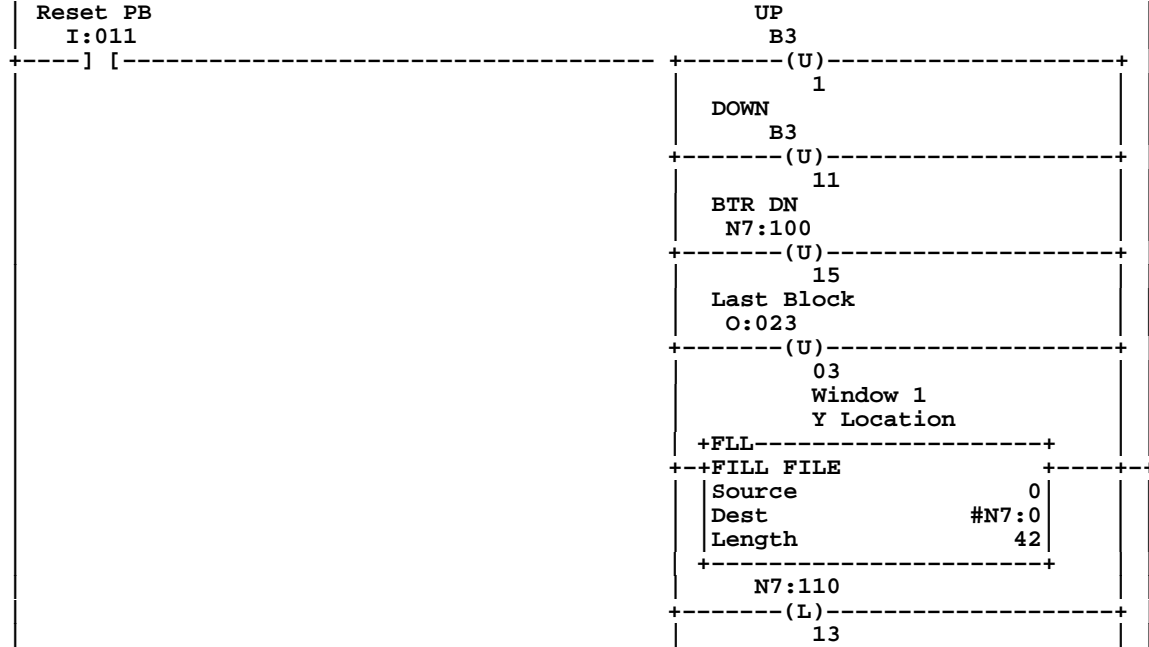 Reset PB UP
I:011 B3
+----] [------------------------------------- +-------(U)--------------------+
1
DOWN
B3
+-------(U)--------------------+
11
BTR DN
N7:100
+-------(U)--------------------+
15
Last Block
O:023
+-------(U)--------------------+
03
Window 1
Y Location
+FLL--------------------+
+-+FILL FILE +----+-+
|Source 0|
|Dest #N7:0|
|Length 42|
+-----------------------+
N7:110
+-------(L)--------------------+
13